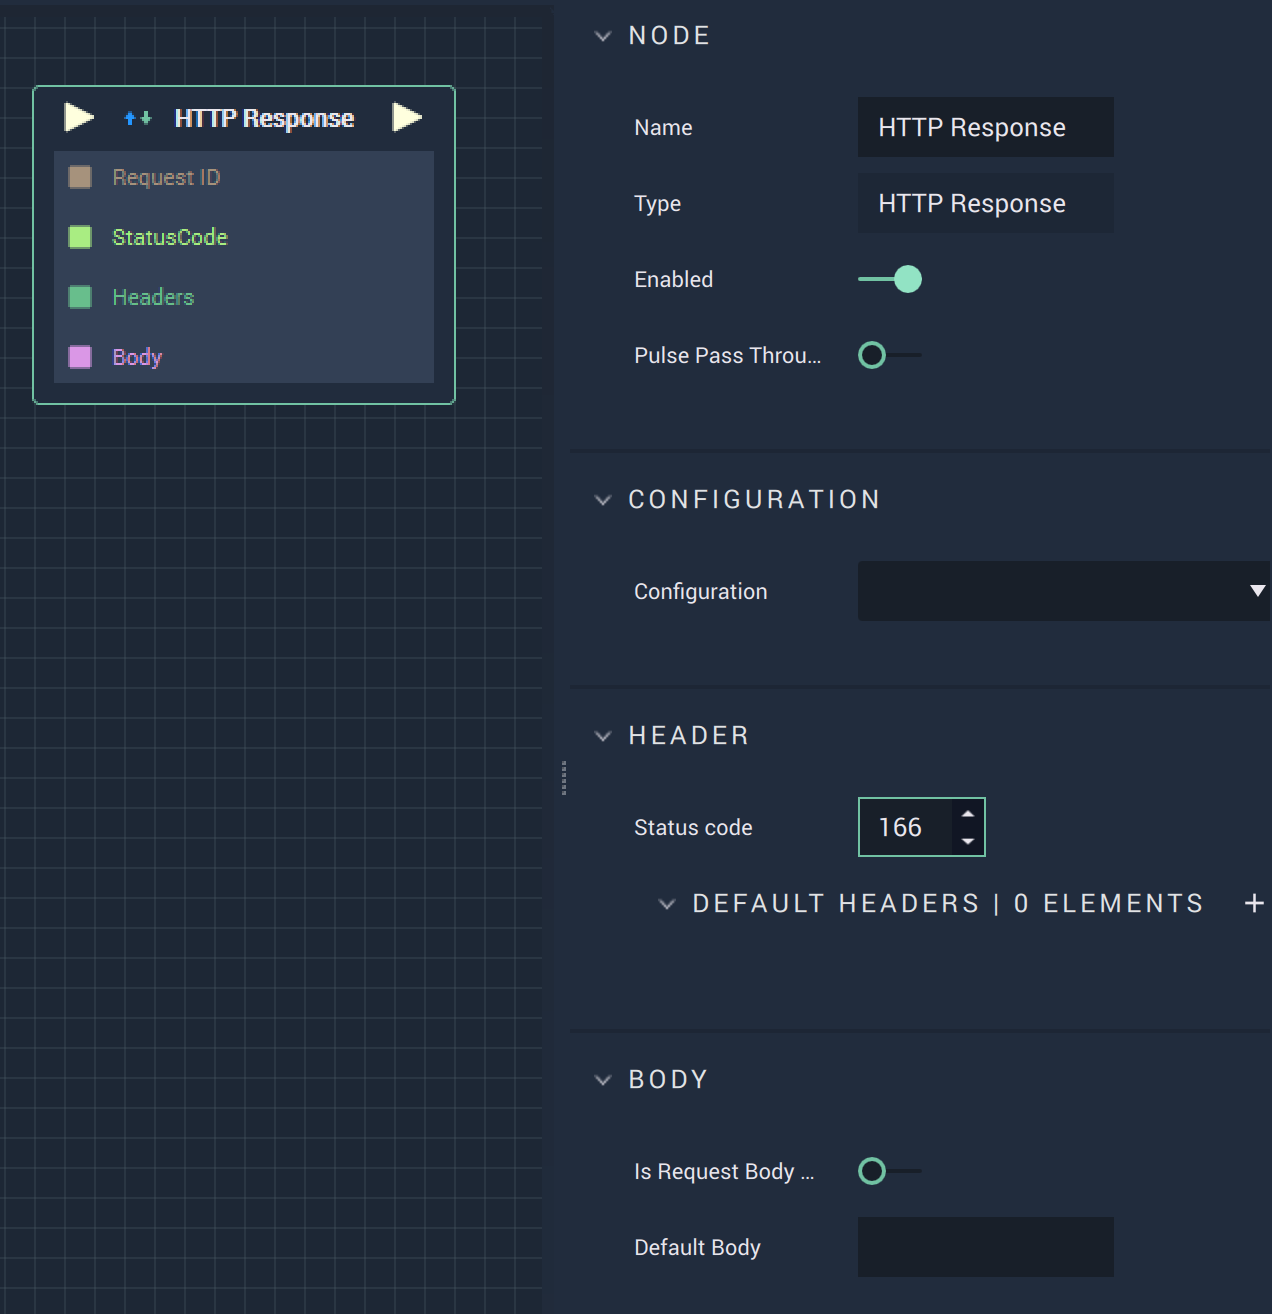 HTTP Response
Request ID
StatusCode
Headers
Body
NODE
Name
HTTP Response
Type
HTTP Response
Enabled
Pulse Pass Throu...
CONFIGURATION
Configuration
HEADER
Status code
166
DEFAULT HEADERS | 0 ELEMENTS
BODY
Is Request Body ...
Default Body